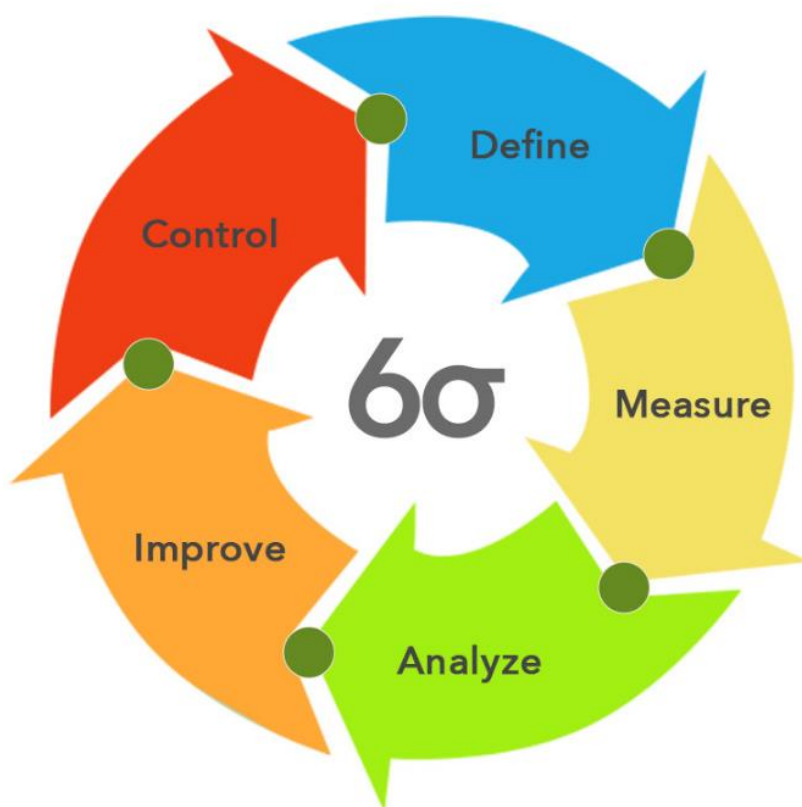 Define
Measure
Analyze
Improve
Control
6σ